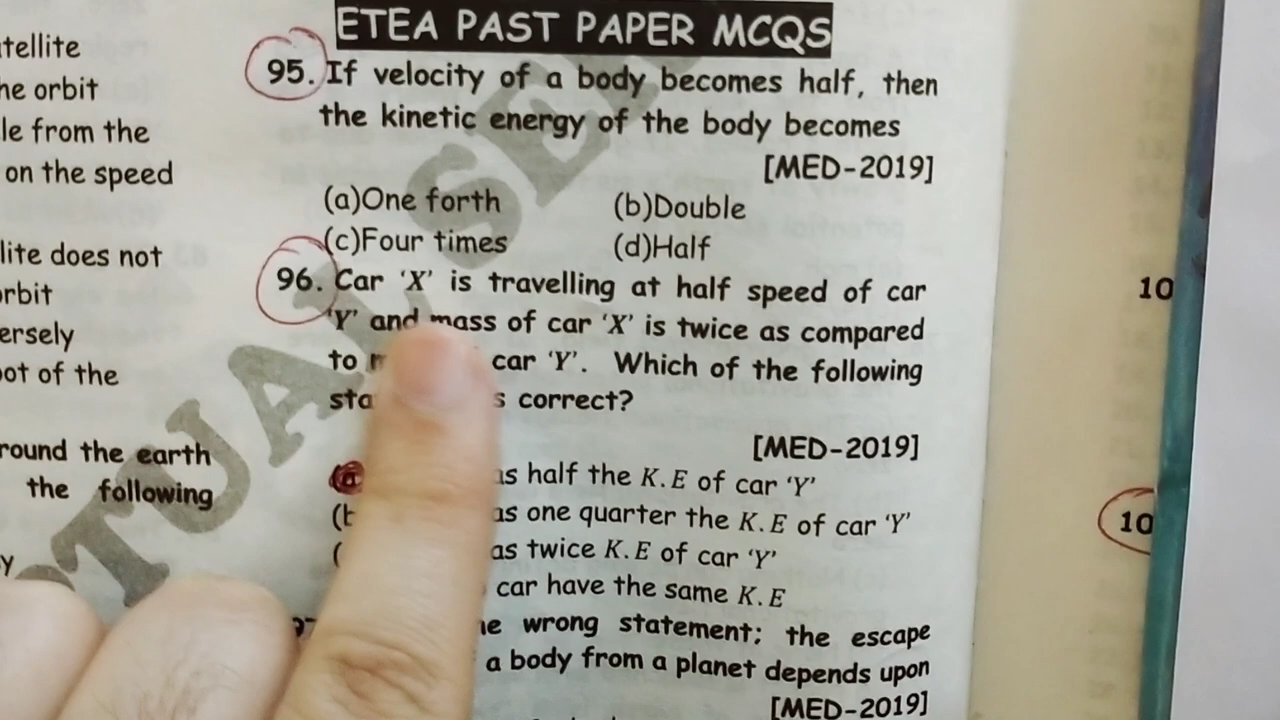 ETEA PAST PAPER MCQS
tellite
he orbit
le from the
on the speed
lite does not
rbit
ersely
ot of the
round the earth
the following
y
95. If velocity of a body becomes half, then
the kinetic energy of the body becomes
[MED-2019]
(a)One forth (b)Double
(c)Four times (d)Half
96. Car 'X' is travelling at half speed of car
'Y' and mass of car 'X' is twice as compared
to car 'Y'. Which of the following
sta s correct?
[MED-2019]
(a as half the K.E of car 'Y'
(b as one quarter the K.E of car 'Y'
( as twice K.E of car 'Y'
car have the same K.E
97 wrong statement; the escape
a body from a planet depends upon
[MED-2019]
10
10